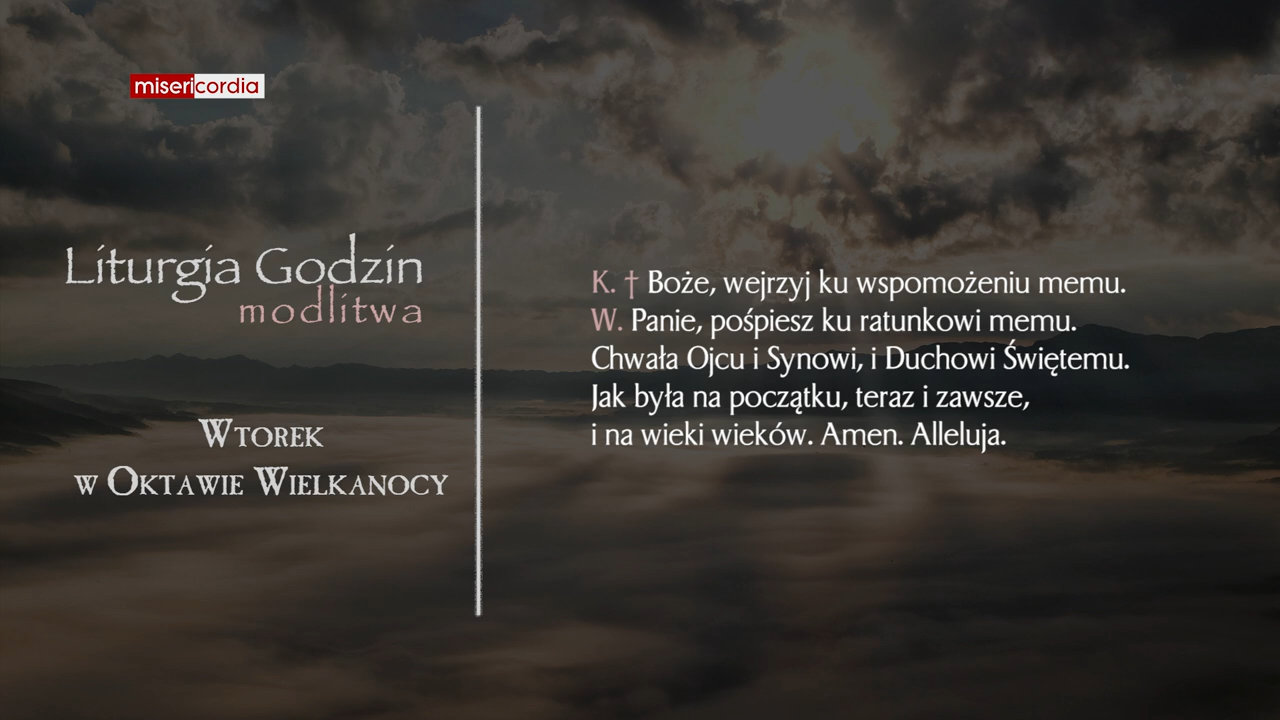 misericordia
Liturgia Godzin
modlitwa
Wtorek
w Oktawie Wielkanocy
K. † Boże, wejrzyj ku wspomożeniu memu.
W. Panie, pośpiesz ku ratunkowi memu.
Chwała Ojcu i Synowi, i Duchowi Świętemu.
Jak była na początku, teraz i zawsze,
i na wieki wieków. Amen. Alleluja.